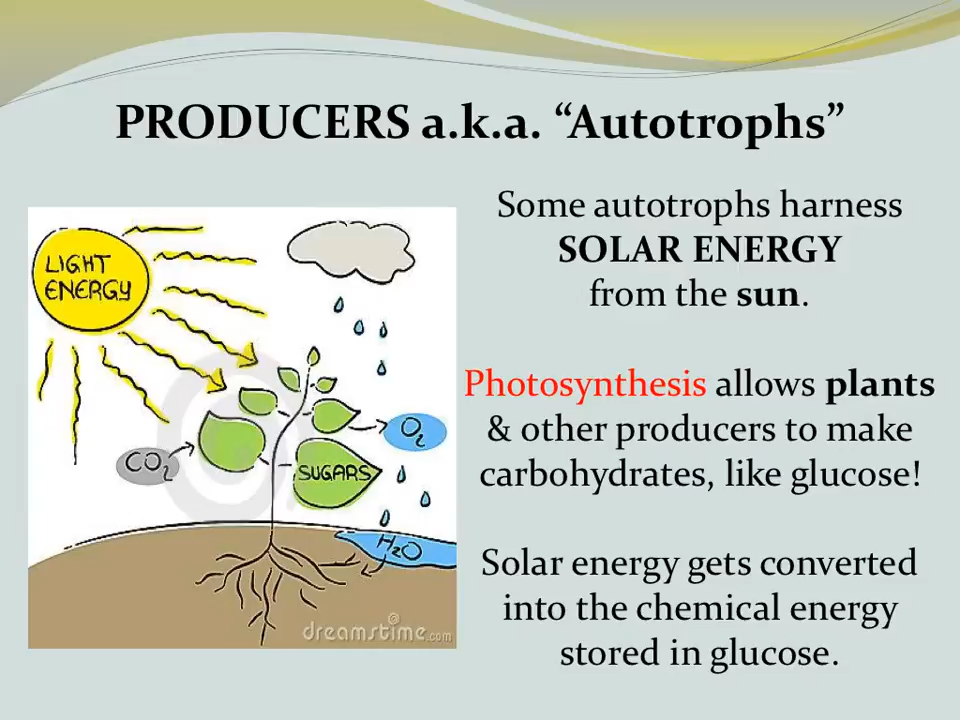 PRODUCERS a.k.a. “Autotrophs”
Some autotrophs harness
SOLAR ENERGY
from the sun.
Photosynthesis allows plants
& other producers to make
carbohydrates, like glucose!
Solar energy gets converted
into the chemical energy
stored in glucose.
LIGHT
ENERGY
O₂
CO₂
SUGARS
H₂O
dreamstime.com